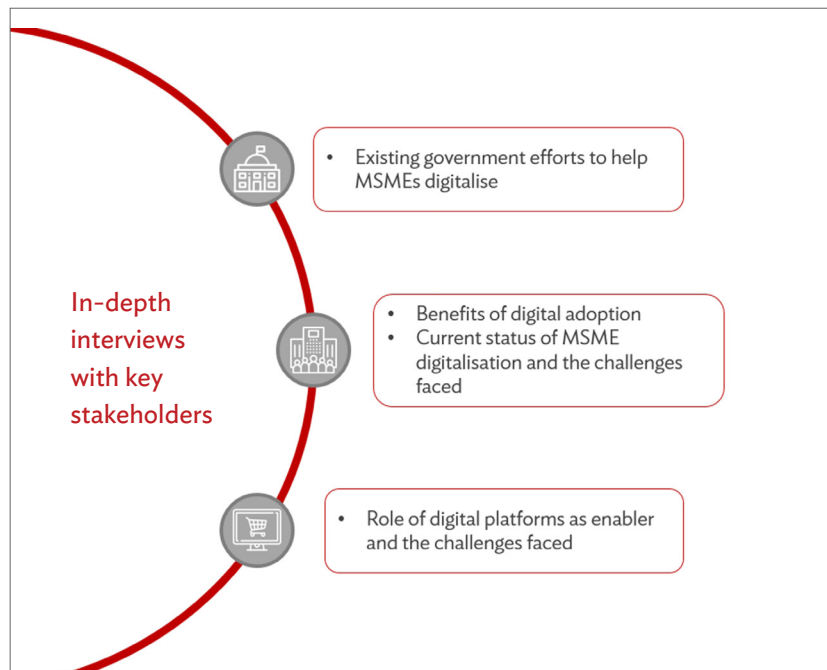 • Existing government efforts to help
MSMEs digitalise
In-depth
interviews
with key
stakeholders
• Benefits of digital adoption
• Current status of MSME
digitalisation and the challenges
faced
• Role of digital platforms as enabler
and the challenges faced